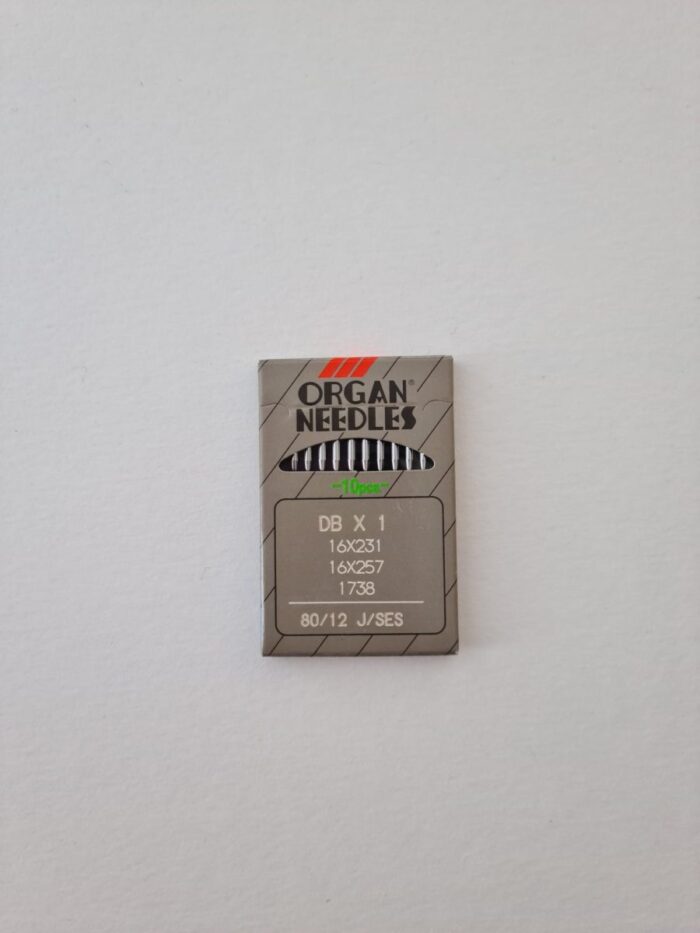 ORGAN®
NEEDLES
-10pcs-
DB X 1
16X231
16X257
1738
80/12 J/SES